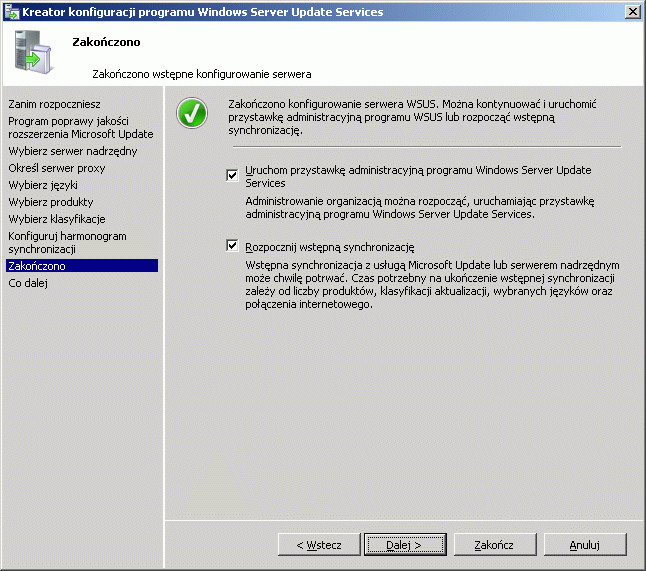 Kreator konfiguracji programu Windows Server Update Services
Zakończono
Zakończono wstępne konfigurowanie serwera
Zanim rozpoczniesz
Program poprawy jakości
rozszerzenia Microsoft Update
Wybierz serwer nadrzędny
Określ serwer proxy
Wybierz języki
Wybierz produkty
Wybierz klasyfikacje
Konfiguruj harmonogram
synchronizacji
Zakończono
Co dalej
Zakończono konfigurowanie serwera WSUS. Można kontynuować i uruchomić
przystawkę administracyjną programu WSUS lub rozpocząć wstępną
synchronizację.
Uruchom przystawkę administracyjną programu Windows Server Update
Services
Administrowanie organizacją można rozpocząć, uruchamiając przystawkę
administracyjną programu Windows Server Update Services.
Rozpocznij wstępną synchronizację
Wstępna synchronizacja z usługą Microsoft Update lub serwerem nadrzędnym
może chwilę potrwać. Czas potrzebny na ukończenie wstępnej synchronizacji
zależy od liczby produktów, klasyfikacji aktualizacji, wybranych języków oraz
połączenia internetowego.
< Wstecz
Dalej >
Zakończ
Anuluj